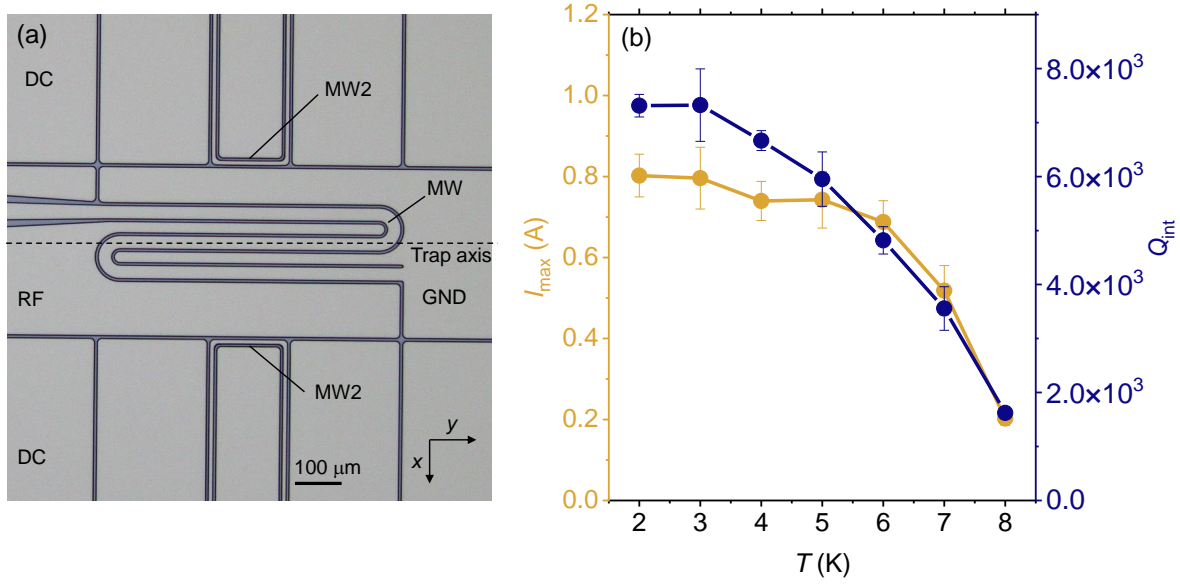 (a)
DC
MW2
MW
Trap axis
RF
GND
MW2
DC
y
x
100 μm
(b)
1.2
1.0
0.8
0.6
0.4
0.2
0.0
I_max (A)
8.0×10³
6.0×10³
4.0×10³
2.0×10³
0.0
Q_int
2 3 4 5 6 7 8
T (K)